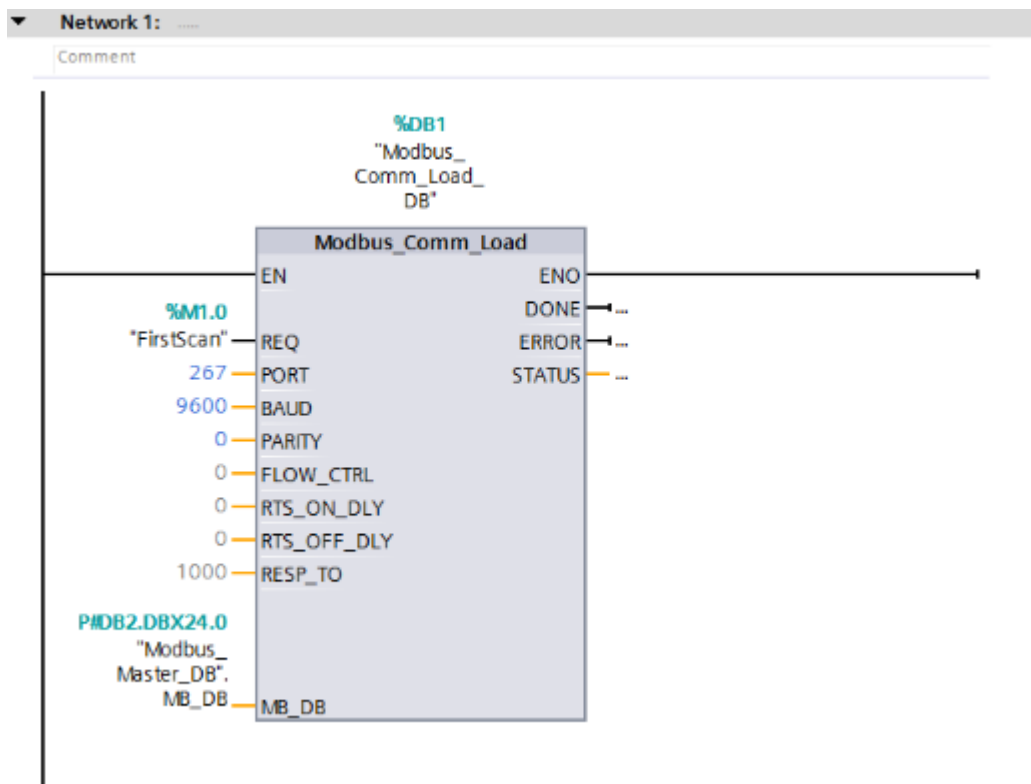 Network 1: .....
Comment
%DB1
"Modbus_
Comm_Load_
DB"
Modbus_Comm_Load
EN ENO
%M1.0 DONE ...
"FirstScan" REQ ERROR ...
267 PORT STATUS ...
9600 BAUD
0 PARITY
0 FLOW_CTRL
0 RTS_ON_DLY
0 RTS_OFF_DLY
1000 RESP_TO
P#DB2.DBX24.0
"Modbus_
Master_DB".
MB_DB MB_DB